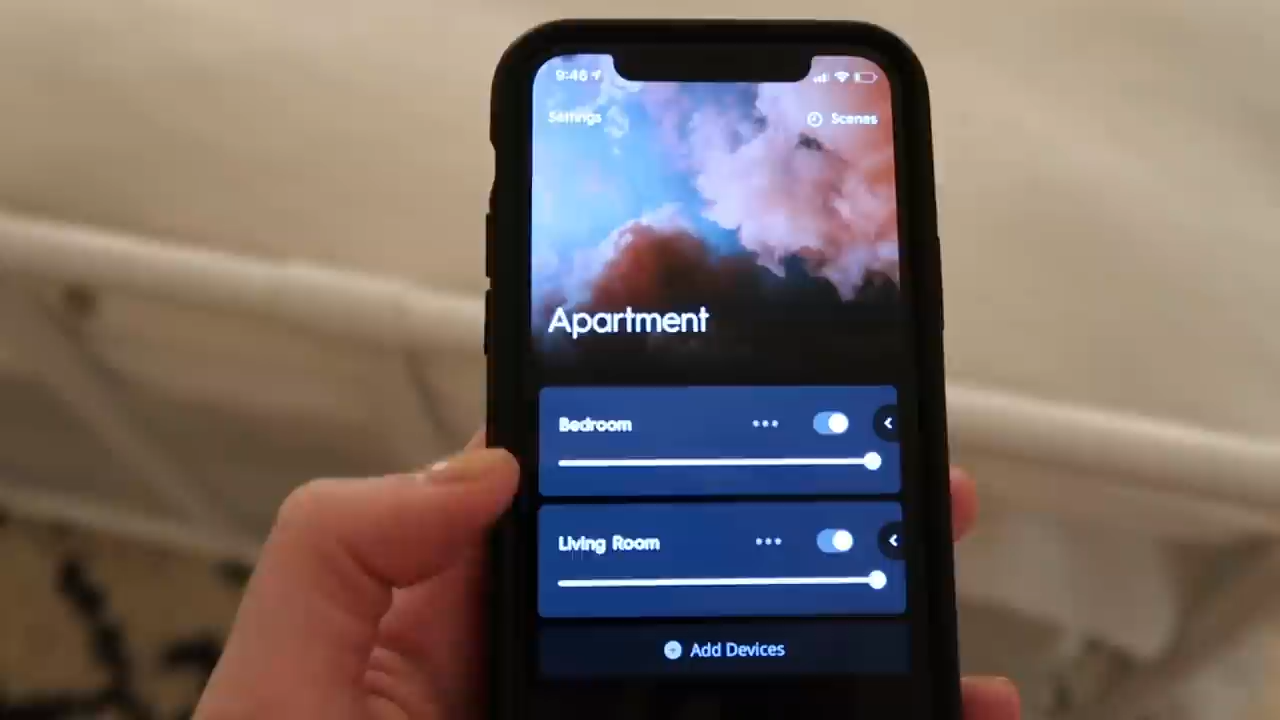 9:46
Settings
Scenes
Apartment
Bedroom
Living Room
Add Devices